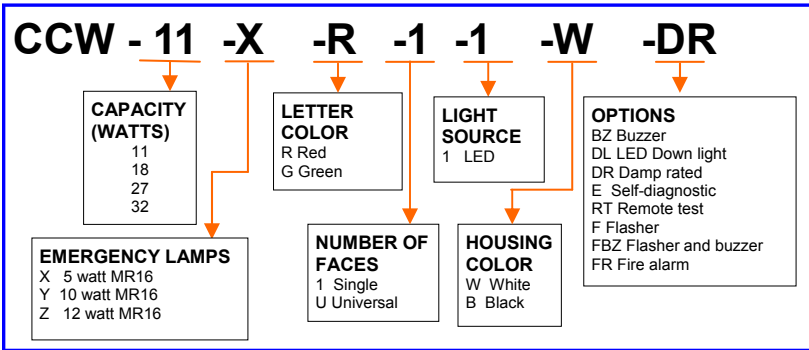 CCW - 11 -X -R -1 -1 -W -DR
CAPACITY
(WATTS)
11
18
27
32
EMERGENCY LAMPS
X 5 watt MR16
Y 10 watt MR16
Z 12 watt MR16
LETTER
COLOR
R Red
G Green
NUMBER OF
FACES
1 Single
U Universal
LIGHT
SOURCE
1 LED
HOUSING
COLOR
W White
B Black
OPTIONS
BZ Buzzer
DL LED Down light
DR Damp rated
E Self-diagnostic
RT Remote test
F Flasher
FBZ Flasher and buzzer
FR Fire alarm